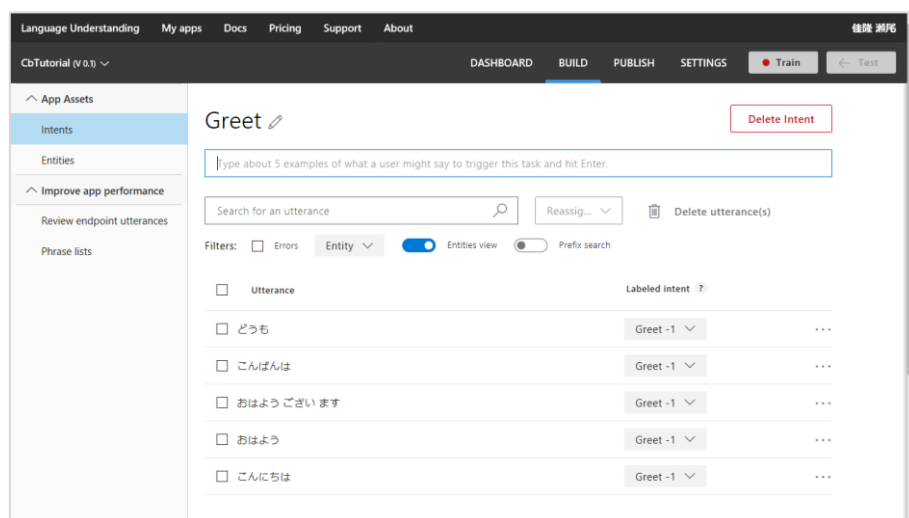 Language Understanding My apps Docs Pricing Support About 佳隆 瀬尾
CbTutorial (V 0.1) DASHBOARD BUILD PUBLISH SETTINGS Train Test
App Assets
Intents
Entities
Improve app performance
Review endpoint utterances
Phrase lists
Greet
Delete Intent
Type about 5 examples of what a user might say to trigger this task and hit Enter.
Search for an utterance Reassig... Delete utterance(s)
Filters: Errors Entity Entities view Prefix search
Utterance Labeled intent ?
どうも Greet -1 ...
こんばんは Greet -1 ...
おはよう ござい ます Greet -1 ...
おはよう Greet -1 ...
こんにちは Greet -1 ...